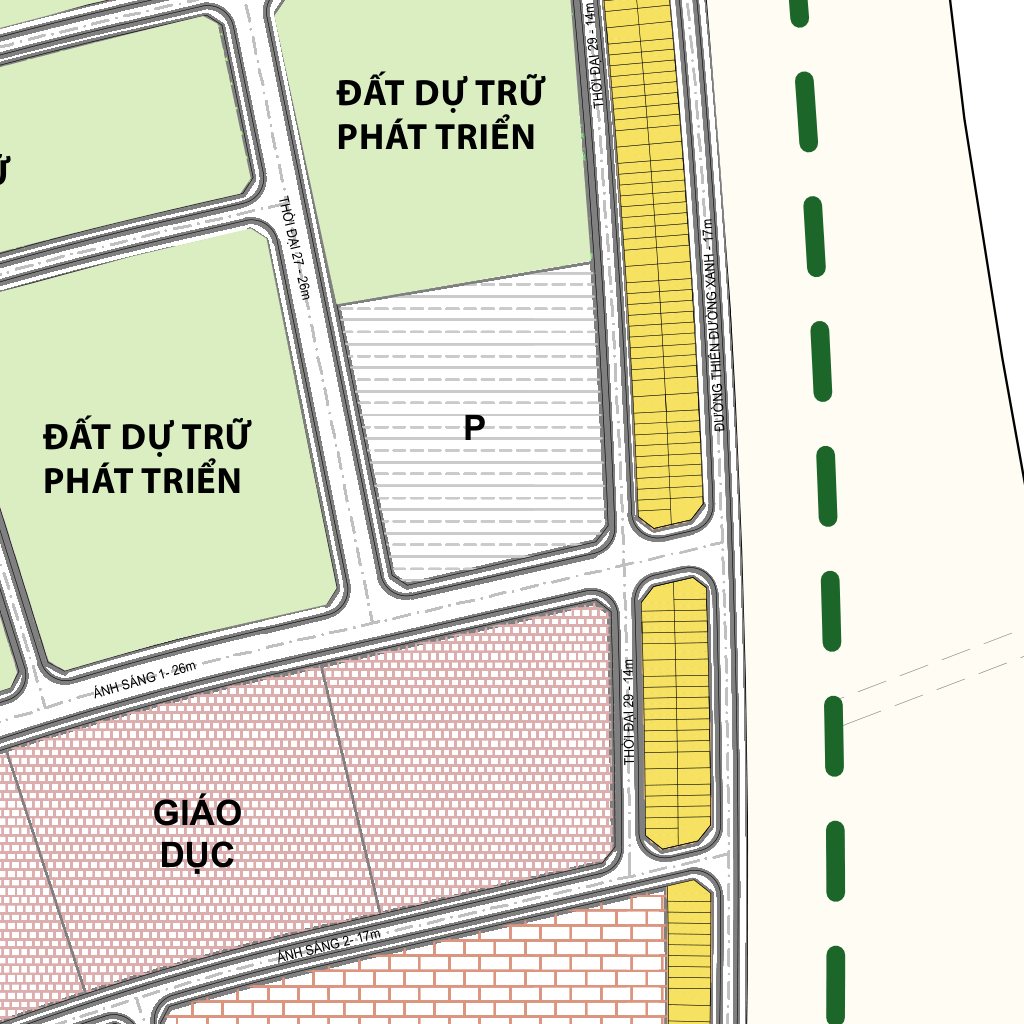 ĐẤT DỰ TRỮ
PHÁT TRIỂN
THỜI ĐẠI 29 - 14m
THỜI ĐẠI 27 - 26m
ĐƯỜNG THIÊN ĐƯỜNG XANH - 17m
P
ĐẤT DỰ TRỮ
PHÁT TRIỂN
ÁNH SÁNG 1- 26m
THỜI ĐẠI 29 - 14m
GIÁO
DỤC
ÁNH SÁNG 2- 17m